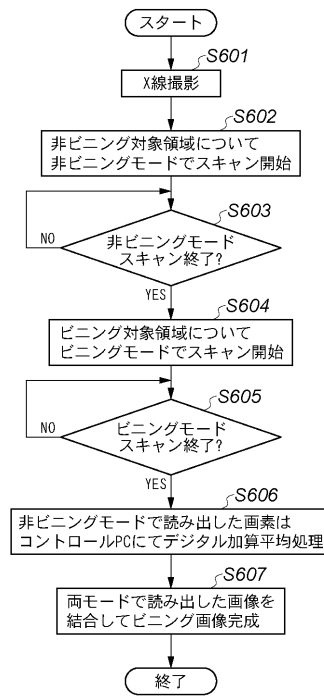 スタート
S601
X線撮影
S602
非ビニング対象領域について
非ビニングモードでスキャン開始
S603
非ビニングモード
スキャン終了?
NO
YES
S604
ビニング対象領域について
ビニングモードでスキャン開始
S605
ビニングモード
スキャン終了?
NO
YES
S606
非ビニングモードで読み出した画素は
コントロールPCにてデジタル加算平均処理
S607
両モードで読み出した画像を
結合してビニング画像完成
終了